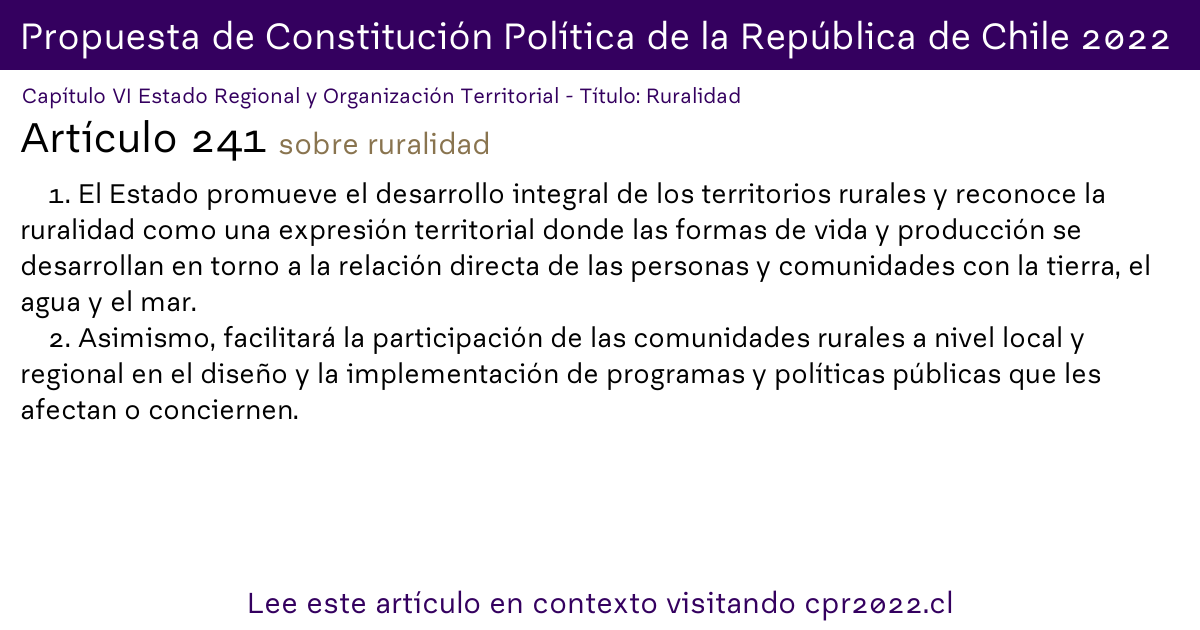 Propuesta de Constitución Política de la República de Chile 2022
Capítulo VI Estado Regional y Organización Territorial - Título: Ruralidad
Artículo 241 sobre ruralidad
1. El Estado promueve el desarrollo integral de los territorios rurales y reconoce la
ruralidad como una expresión territorial donde las formas de vida y producción se
desarrollan en torno a la relación directa de las personas y comunidades con la tierra, el
agua y el mar.
2. Asimismo, facilitará la participación de las comunidades rurales a nivel local y
regional en el diseño y la implementación de programas y políticas públicas que les
afectan o conciernen.
Lee este artículo en contexto visitando cpr2022.cl